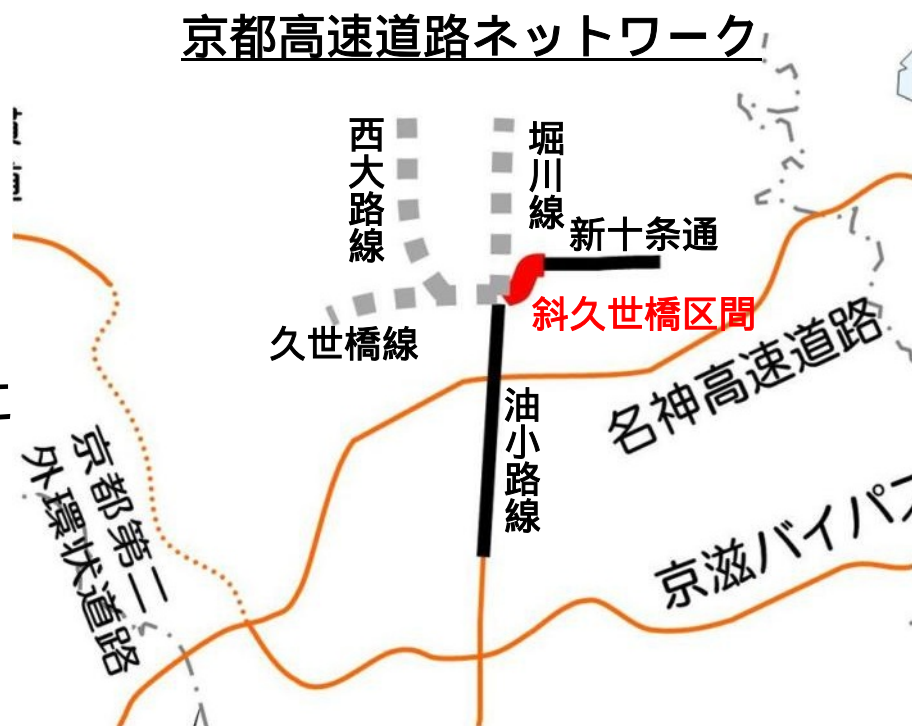 京都高速道路ネットワーク
西大路線
堀川線
新十条通
斜久世橋区間
久世橋線
名神高速道路
油小路線
京都第二
外環状道路
京滋バイパス